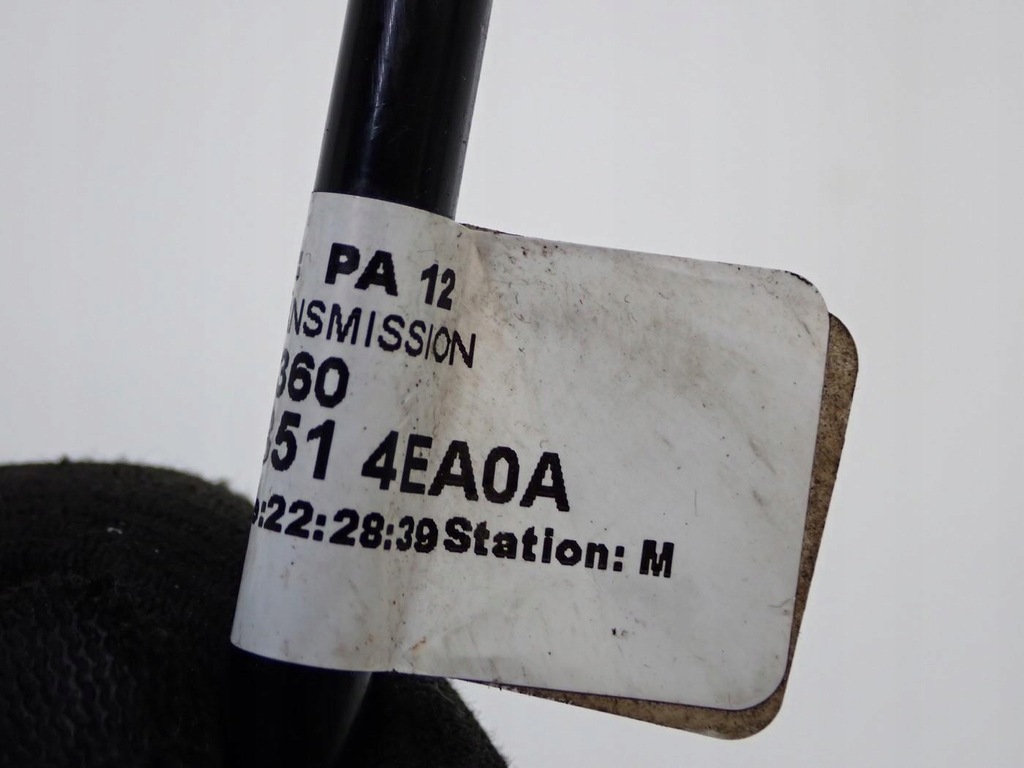 PA 12
NSMISSION
360
351 4EA0A
:22:28:39 Station: M